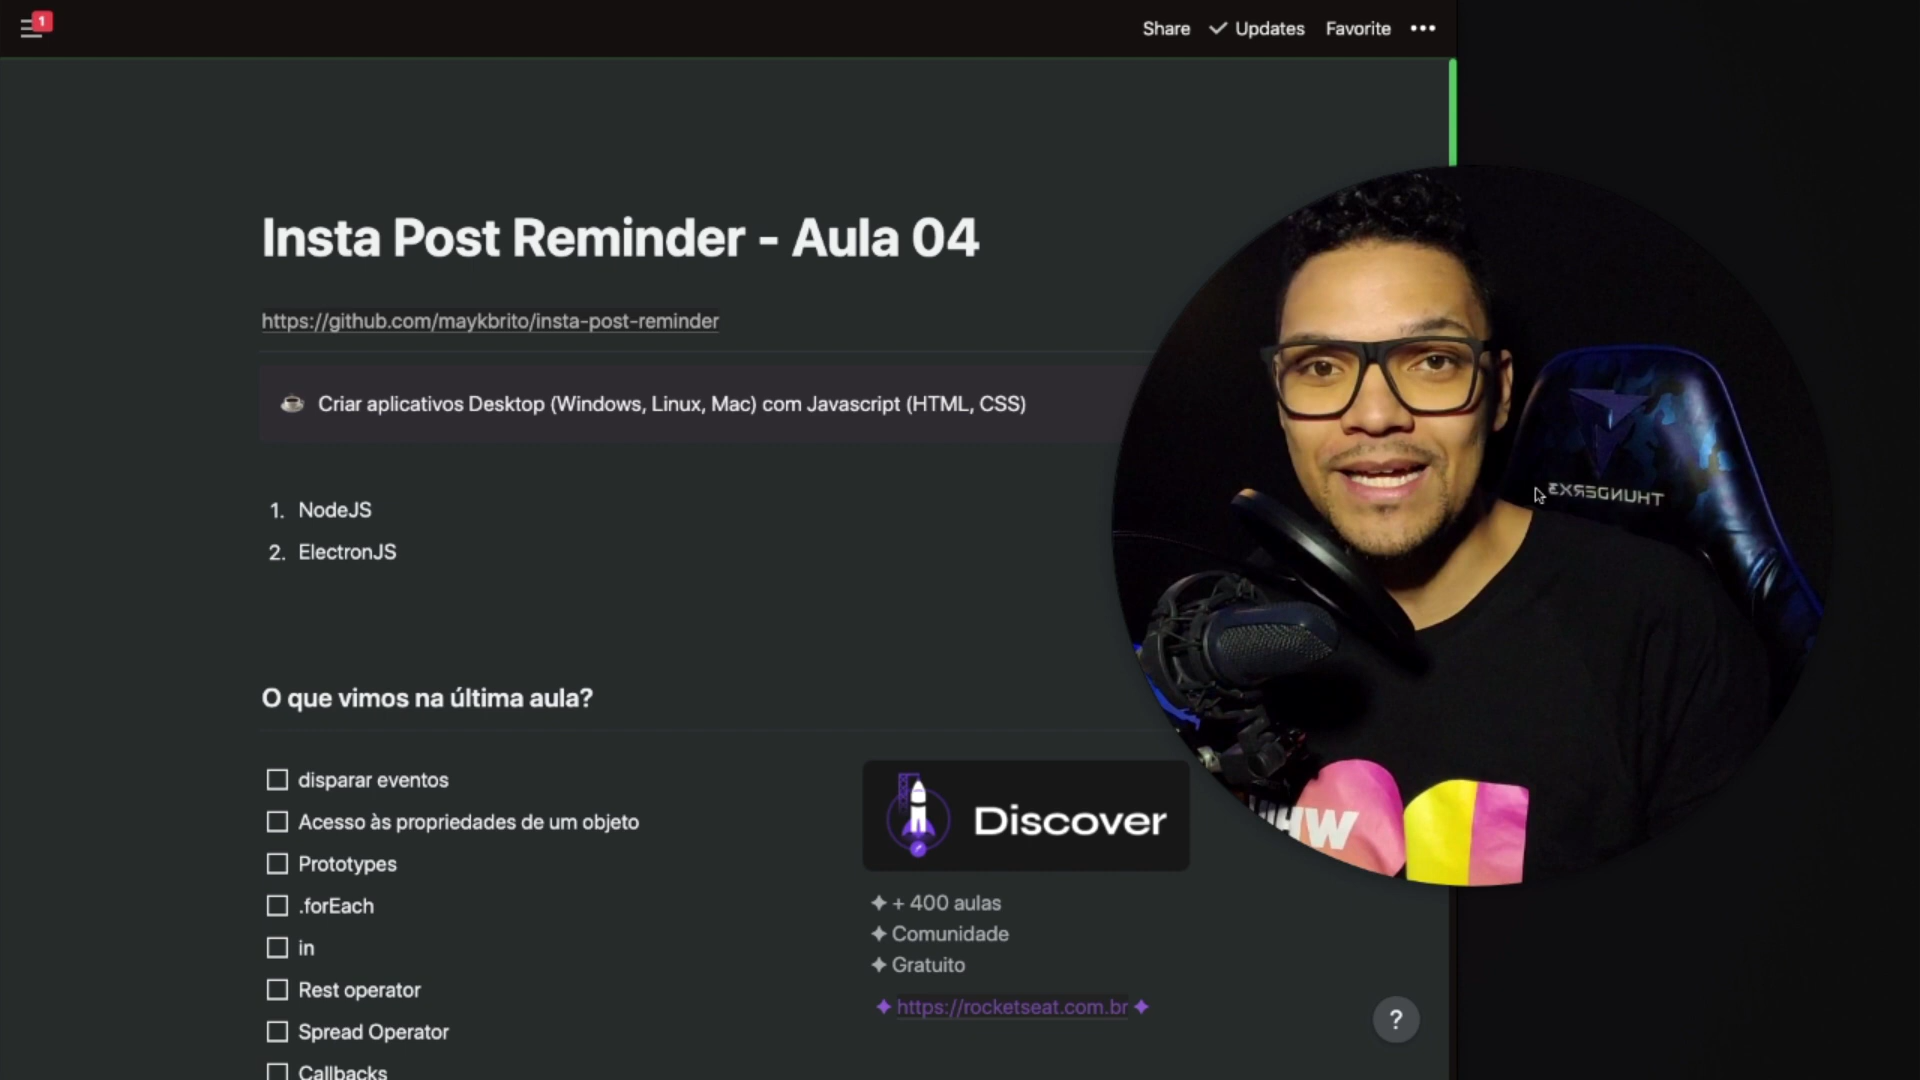 1
Share ✓ Updates Favorite •••
Insta Post Reminder - Aula 04
https://github.com/maykbrito/insta-post-reminder
Criar aplicativos Desktop (Windows, Linux, Mac) com Javascript (HTML, CSS)
1. NodeJS
2. ElectronJS
THUNDERX3
O que vimos na última aula?
disparar eventos
Acesso às propriedades de um objeto
Prototypes
.forEach
in
Rest operator
Spread Operator
Callbacks
Discover
✦ + 400 aulas
✦ Comunidade
✦ Gratuito
✦ https://rocketseat.com.br ✦
?